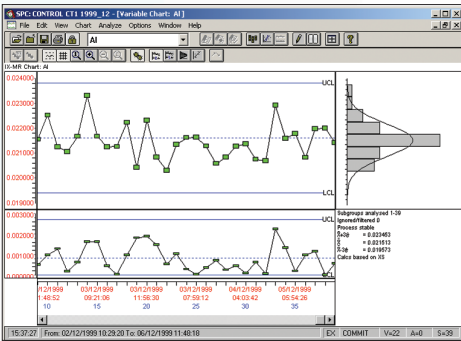 SPC: CONTROL CT1 1999_12 - [Variable Chart: Al ]
File Edit View Chart Analyze Options Window Help
Al
IX-MR Chart: Al
0.024000
0.023000
0.022000
0.021000
0.020000
0.019000
UCL
LCL
0.003000
0.002000
0.001000
0.000000
UCL
LCL
Subgroups analysed 1-39
Ignored/filtered 0
Process stable
= 0.023453
= 0.021513
= 0.019573
Calcs based on XS
/12/1999 03/12/1999 03/12/1999 03/12/1999 04/12/1999 05/12/1999
1:48:52 09:21:06 11:56:30 07:59:12 04:03:42 05:54:26
10 15 20 25 30 35
15:37:27 From: 02/12/1999 10:29:20 To: 06/12/1999 11:48:18 EX COMMIT V=22 A=0 S=39